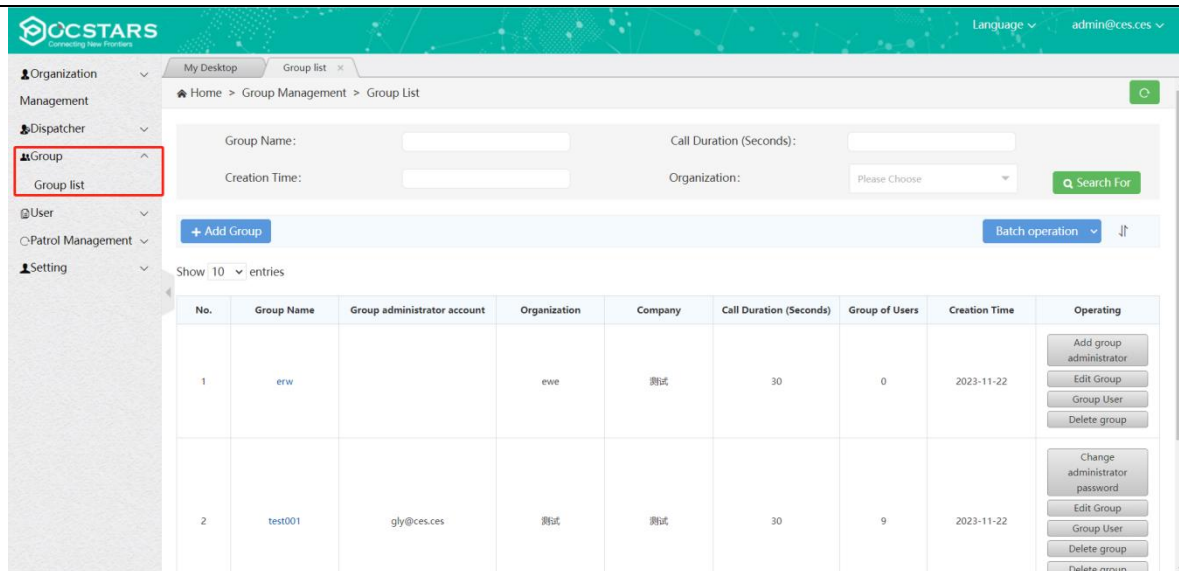 POCSTARS
Connecting New Frontiers
Language
admin@ces.ces
Organization
Management
Dispatcher
Group
Group list
User
Patrol Management
Setting
My Desktop
Group list ×
Home > Group Management > Group List
Group Name:
Call Duration (Seconds):
Creation Time:
Organization:
Please Choose
Search For
+ Add Group
Batch operation
Show 10 entries
No. Group Name Group administrator account Organization Company Call Duration (Seconds) Group of Users Creation Time Operating
1 erw ewe 测试 30 0 2023-11-22
Add group
administrator
Edit Group
Group User
Delete group
2 test001 gly@ces.ces 测试 测试 30 9 2023-11-22
Change
administrator
password
Edit Group
Group User
Delete group
Delete group